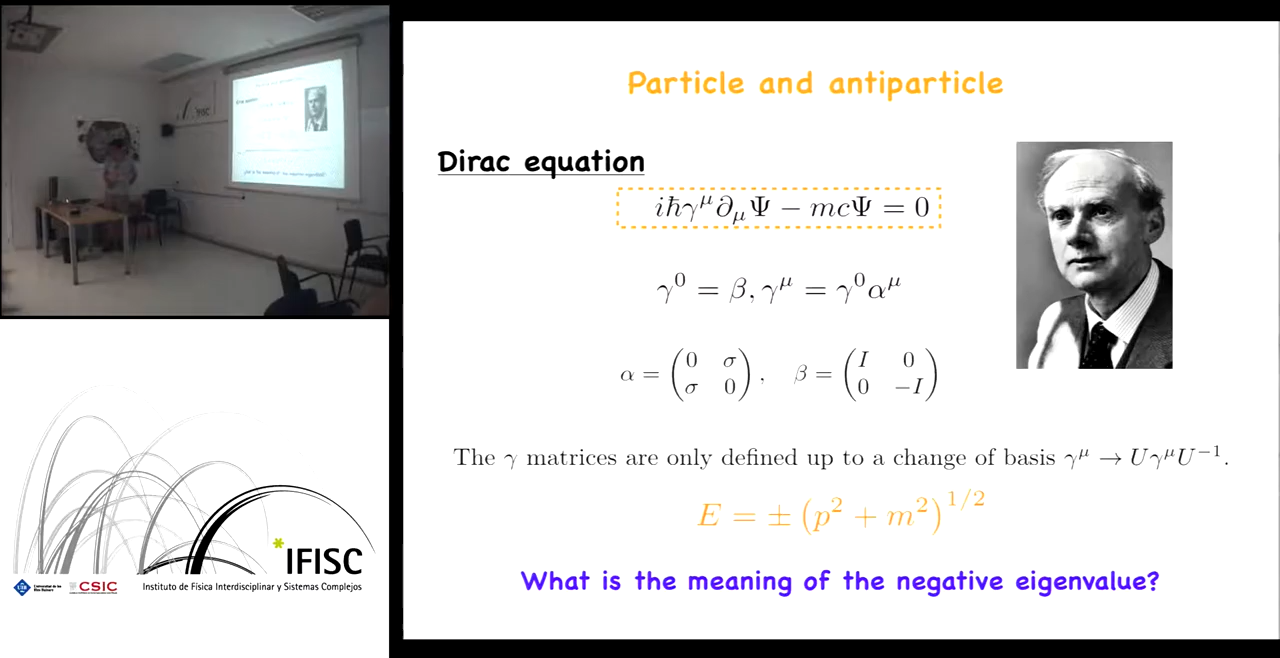 Particle and antiparticle
Dirac equation
iℏγ^μ∂_μΨ − mcΨ = 0
γ^0 = β, γ^μ = γ^0α^μ
α = (0 σ; σ 0), β = (I 0; 0 −I)
The γ matrices are only defined up to a change of basis γ^μ → Uγ^μU^−1.
E = ± (p^2 + m^2)^1/2
What is the meaning of the negative eigenvalue?
IFISC
CSIC
Instituto de Física Interdisciplinar y Sistemas Complejos